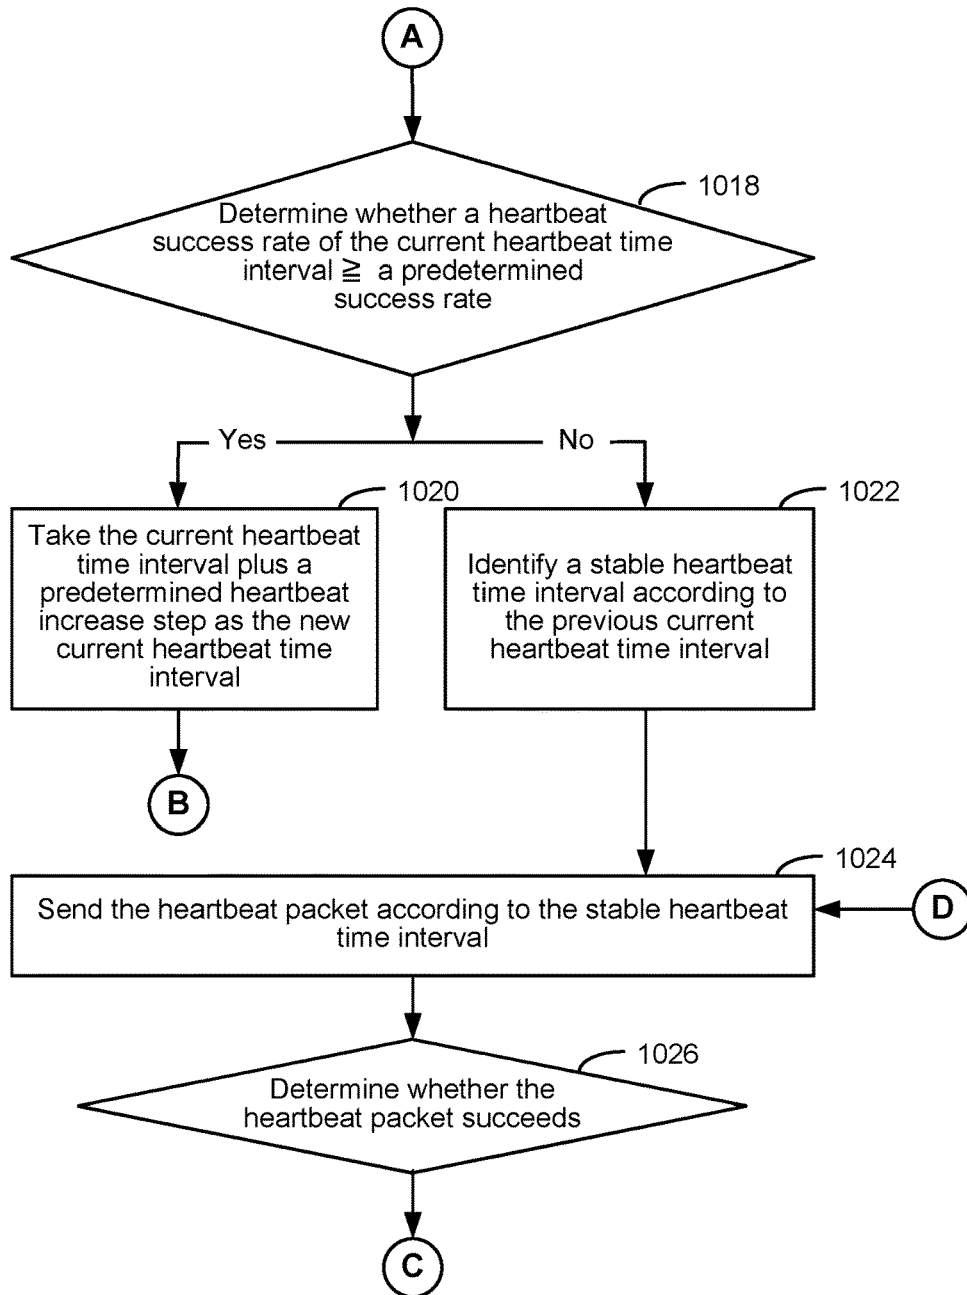 A
1018
Determine whether a heartbeat
success rate of the current heartbeat time
interval ≧ a predetermined
success rate
Yes
No
1020
1022
Take the current heartbeat
time interval plus a
predetermined heartbeat
increase step as the new
current heartbeat time
interval
Identify a stable heartbeat
time interval according to
the previous current
heartbeat time interval
B
1024
Send the heartbeat packet according to the stable heartbeat
time interval
D
1026
Determine whether the
heartbeat packet succeeds
C